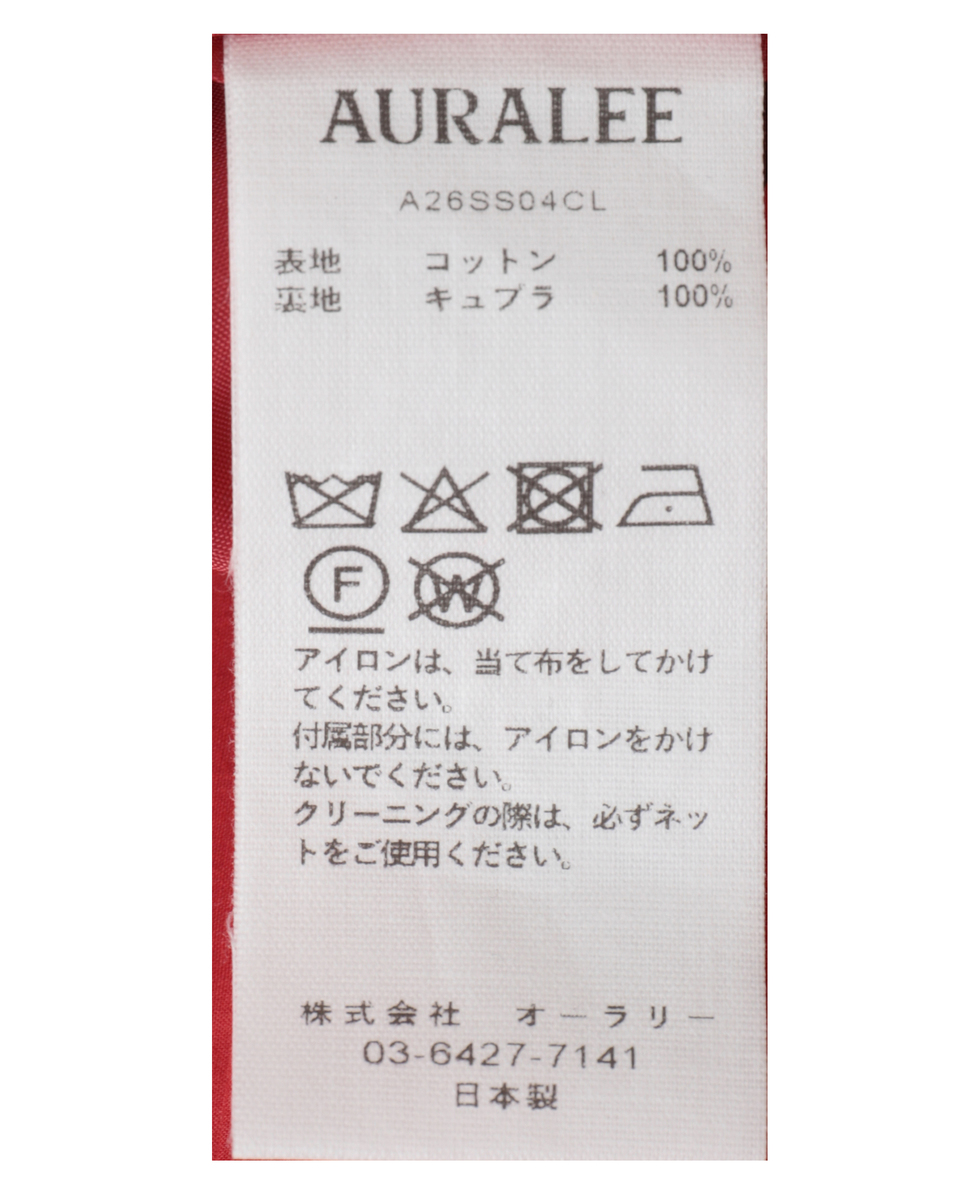 AURALEE
A26SS04CL
表地 コットン 100%
裏地 キュプラ 100%
F W
アイロンは、当て布をしてかけ
てください。
付属部分には、アイロンをかけ
ないでください。
クリーニングの際は、必ずネッ
トをご使用ください。
株式会社 オーラリー
03-6427-7141
日本製